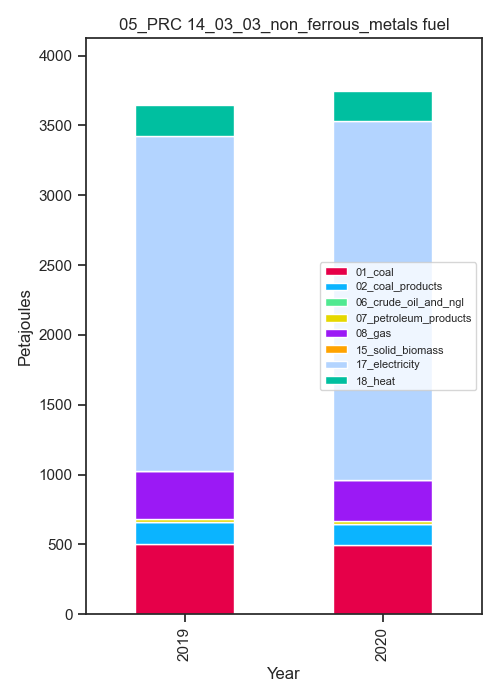 05_PRC 14_03_03_non_ferrous_metals fuel
4000
3500
3000
2500
2000
1500
1000
500
0
Petajoules
01_coal
02_coal_products
06_crude_oil_and_ngl
07_petroleum_products
08_gas
15_solid_biomass
17_electricity
18_heat
2019
2020
Year